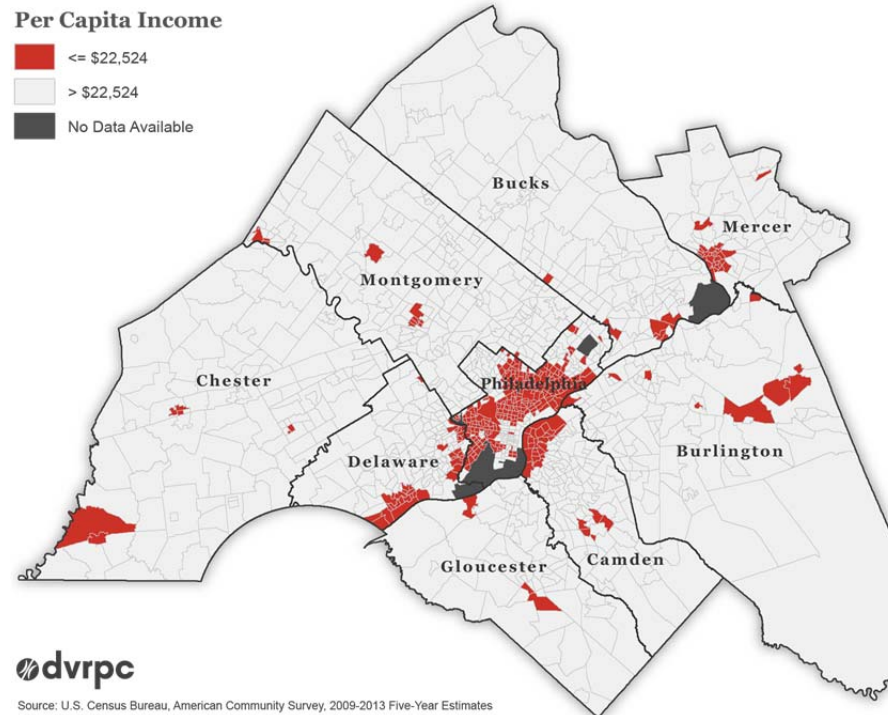 Per Capita Income
<= $22,524
> $22,524
No Data Available
Bucks
Mercer
Montgomery
Chester
Philadelphia
Delaware
Burlington
Gloucester
Camden
dvrpc
Source: U.S. Census Bureau, American Community Survey, 2009-2013 Five-Year Estimates